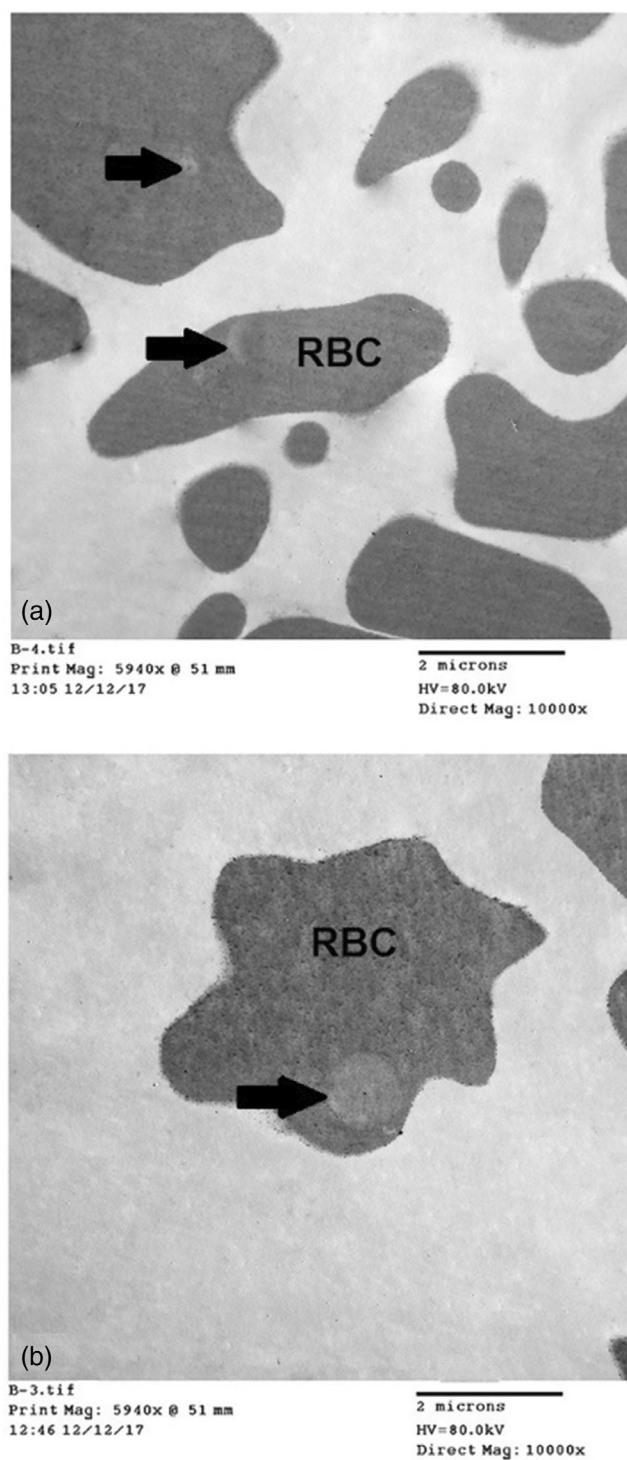 RBC
(a)
B-4.tif
Print Mag: 5940x @ 51 mm
13:05 12/12/17
2 microns
HV=80.0kV
Direct Mag: 10000x
RBC
(b)
B-3.tif
Print Mag: 5940x @ 51 mm
12:46 12/12/17
2 microns
HV=80.0kV
Direct Mag: 10000x